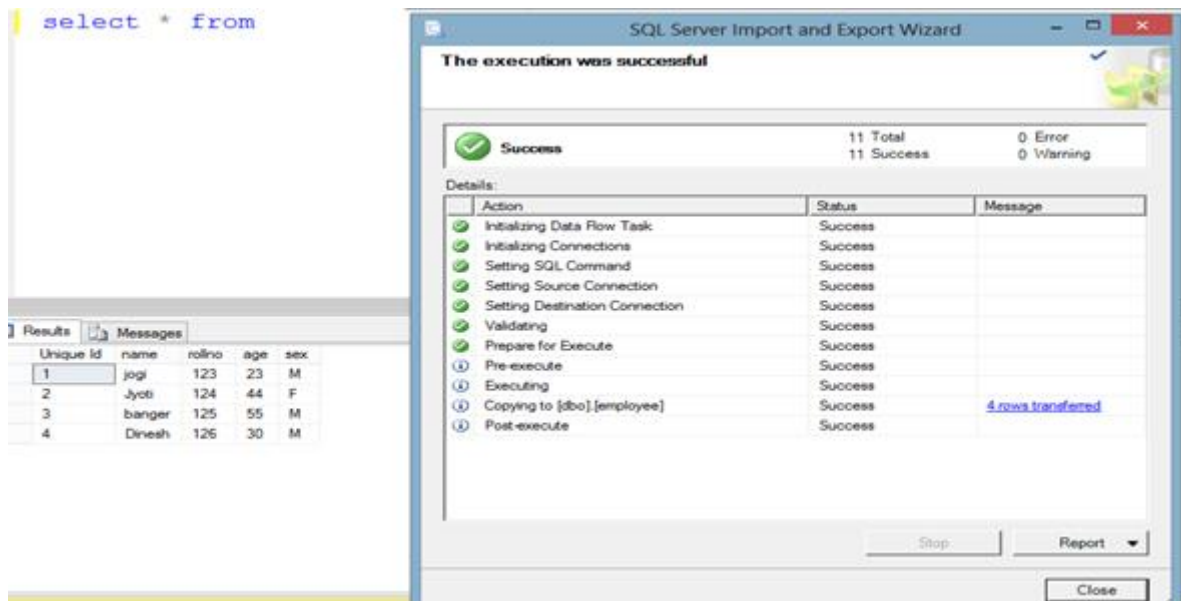 select * from
SQL Server Import and Export Wizard
The execution was successful
Success
11 Total
0 Error
11 Success
0 Warning
Details:
Action Status Message
Initializing Data Flow Task Success
Initializing Connections Success
Setting SQL Command Success
Setting Source Connection Success
Setting Destination Connection Success
Validating Success
Prepare for Execute Success
Pre-execute Success
Executing Success
Copying to [dbo].[employee] Success 4 rows transferred
Post-execute Success
Stop
Report
Close
Results Messages
Unique Id name rollno age sex
1 jogi 123 23 M
2 Jyoti 124 44 F
3 banger 125 55 M
4 Dinesh 126 30 M